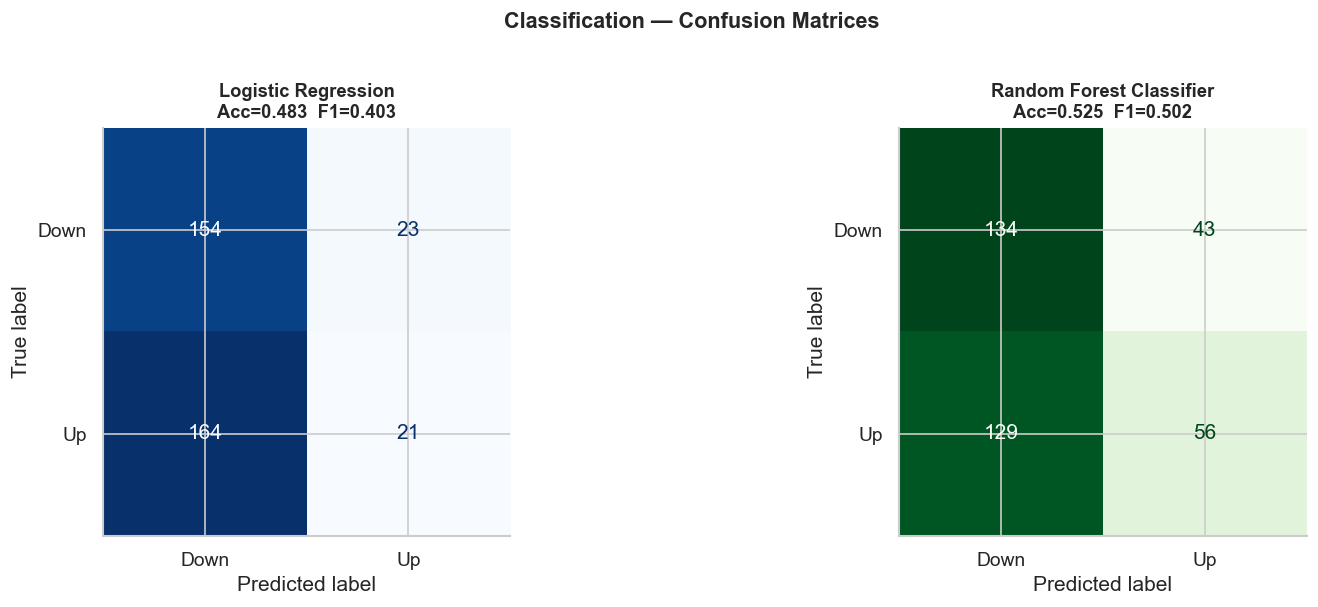 Classification — Confusion Matrices
Logistic Regression
Acc=0.483  F1=0.403
True label
Down
154
23
Up
164
21
Down
Up
Predicted label
Random Forest Classifier
Acc=0.525  F1=0.502
True label
Down
134
43
Up
129
56
Down
Up
Predicted label